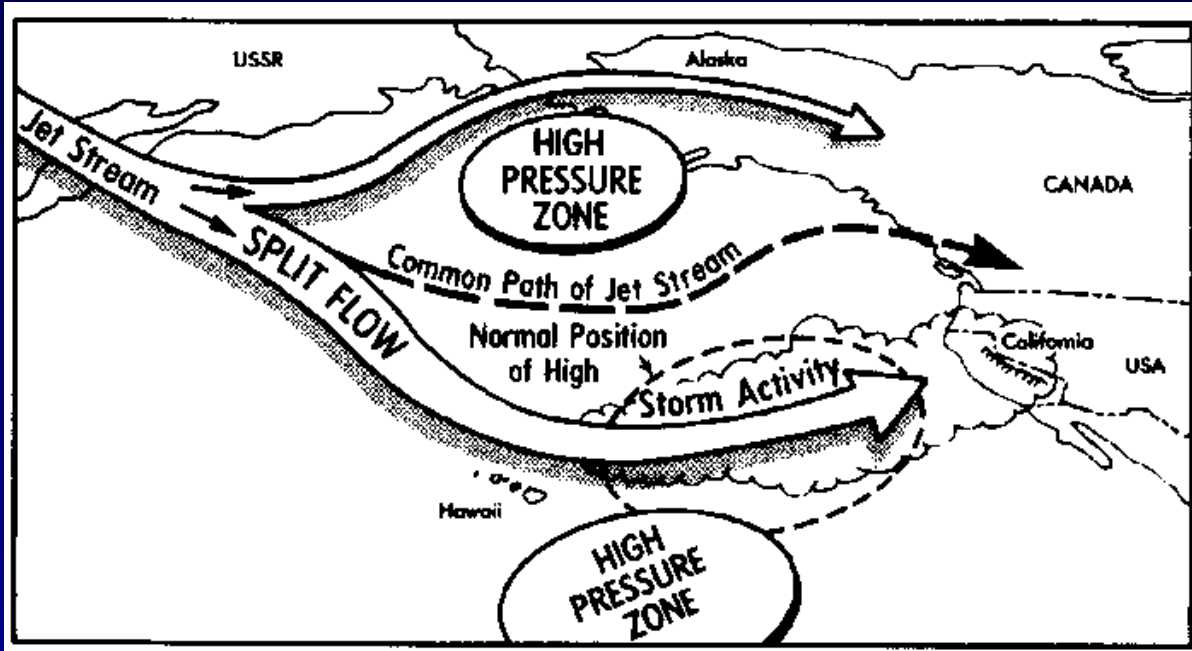 USSR
Alaska
Jet Stream
HIGH
PRESSURE
ZONE
CANADA
SPLIT FLOW
Common Path of Jet Stream
Normal Position
of High
California
USA
Storm Activity
Hawaii
HIGH
PRESSURE
ZONE